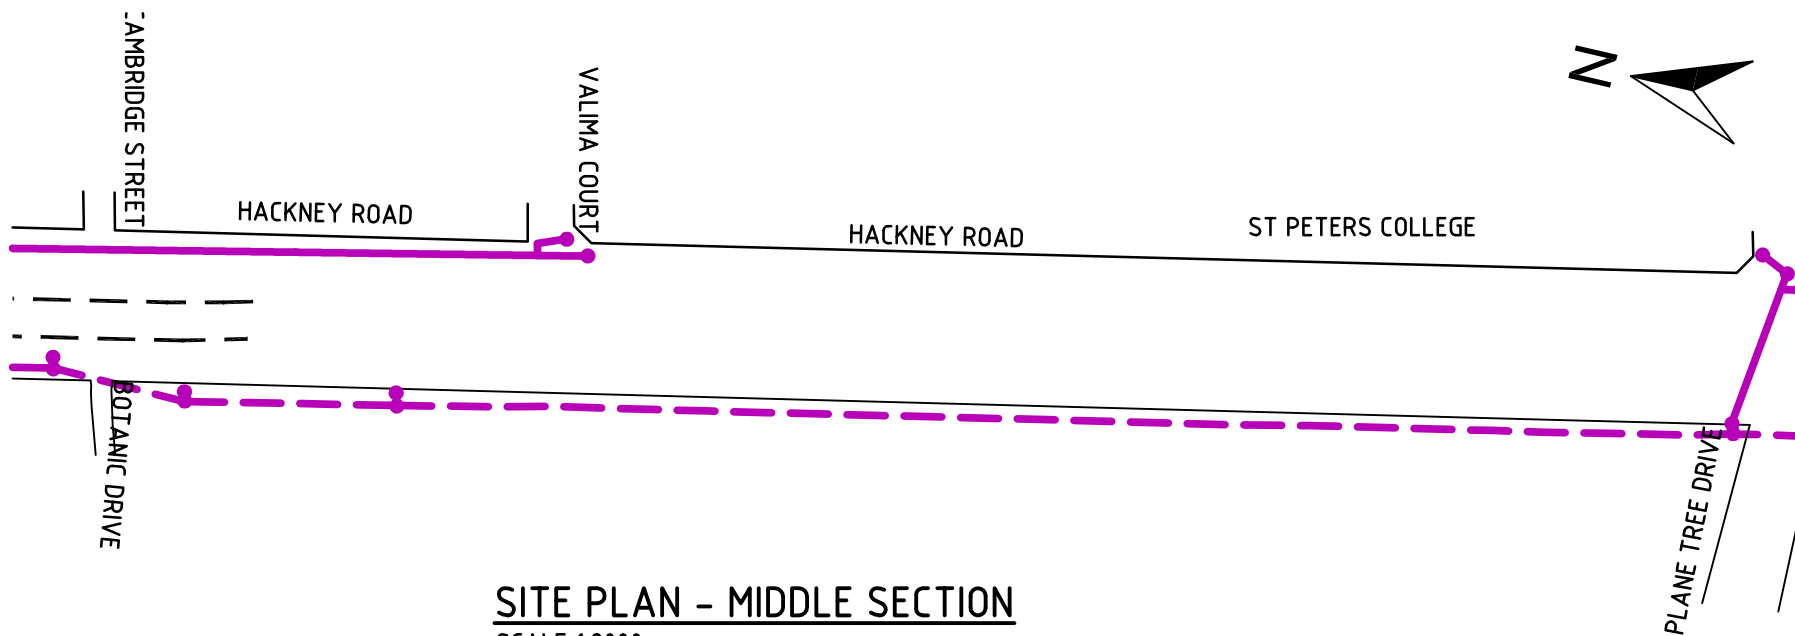 AMBRIDGE STREET
VALIMA COURT
N
HACKNEY ROAD
HACKNEY ROAD
ST PETERS COLLEGE
BOTANIC DRIVE
PLANE TREE DRIVE
SITE PLAN - MIDDLE SECTION